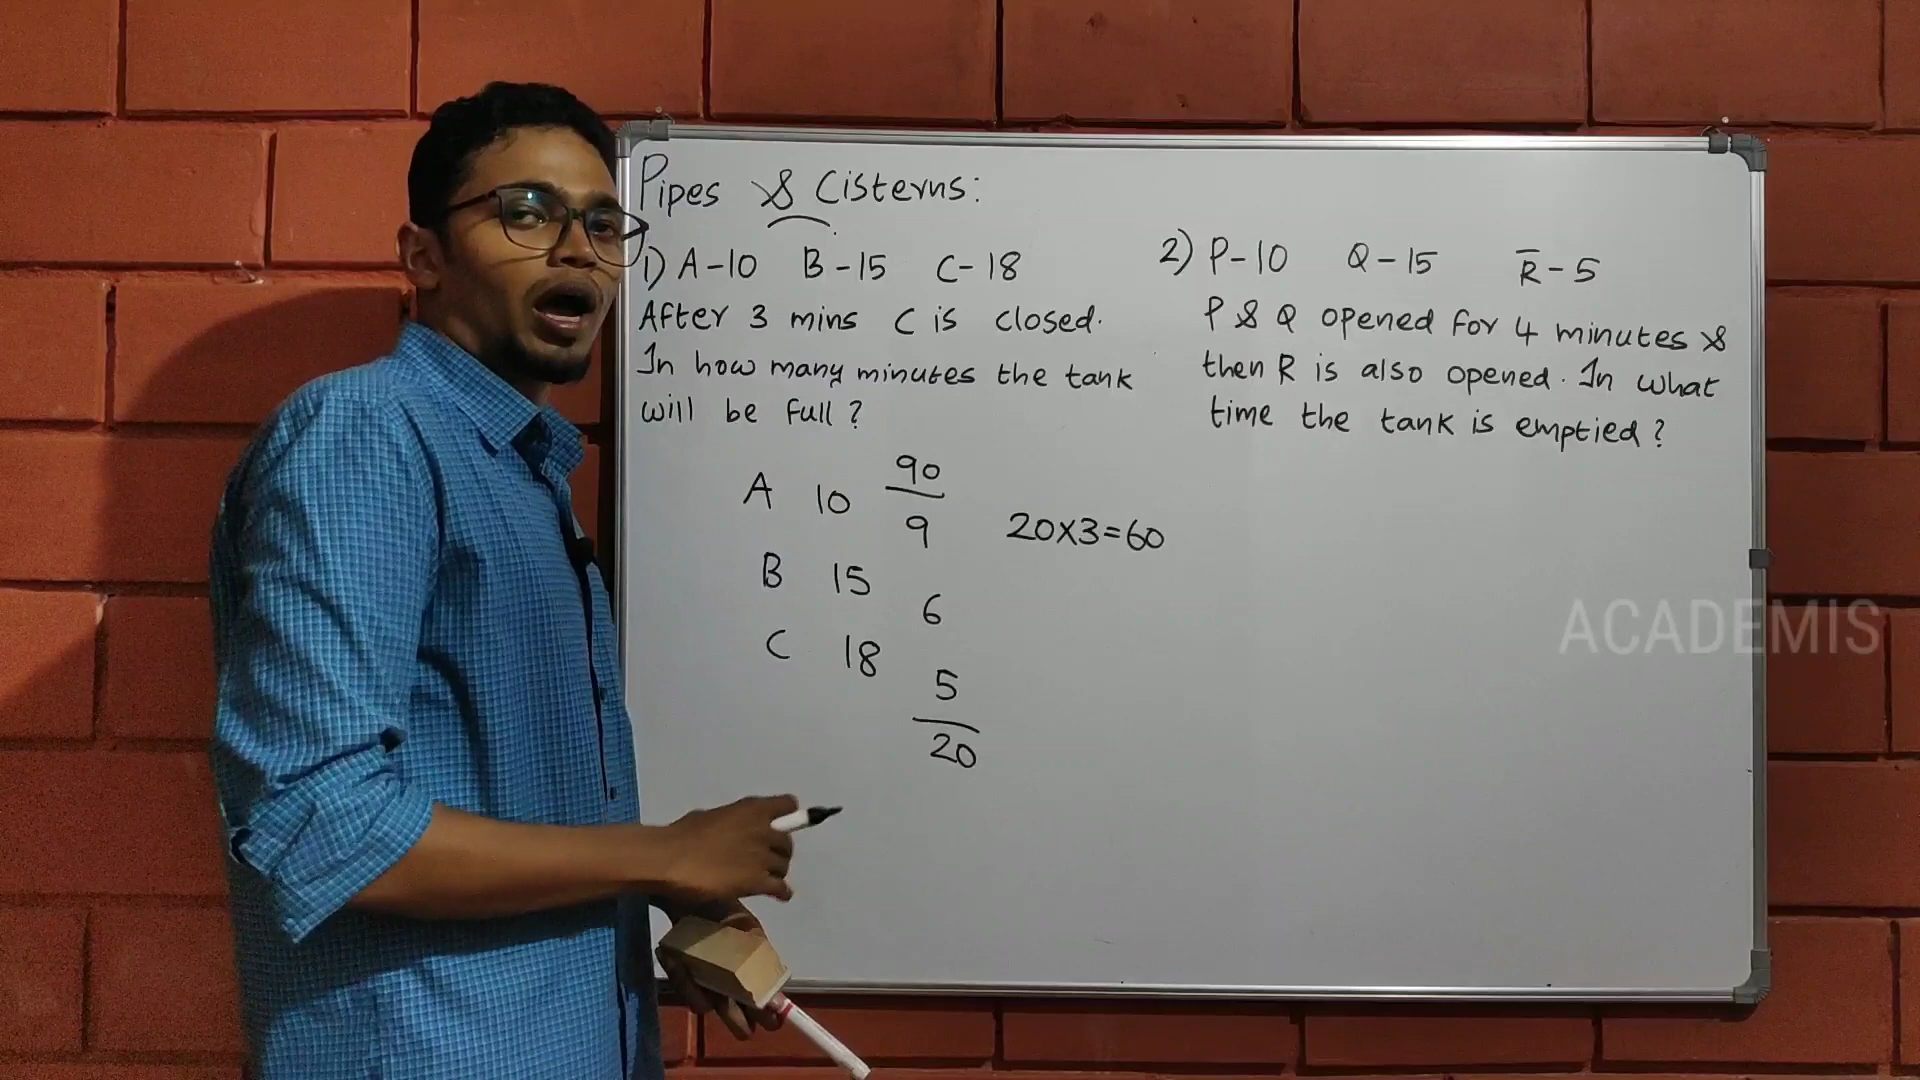 Pipes & Cisterns:
1) A-10 B-15 C-18
After 3 mins C is closed.
In how many minutes the tank
will be full?
2) P-10 Q-15 R̅-5
P & Q opened for 4 minutes &
then R is also opened. In what
time the tank is emptied?
A 10 90
9
20x3=60
B 15 6
C 18 5
20
ACADEMIS